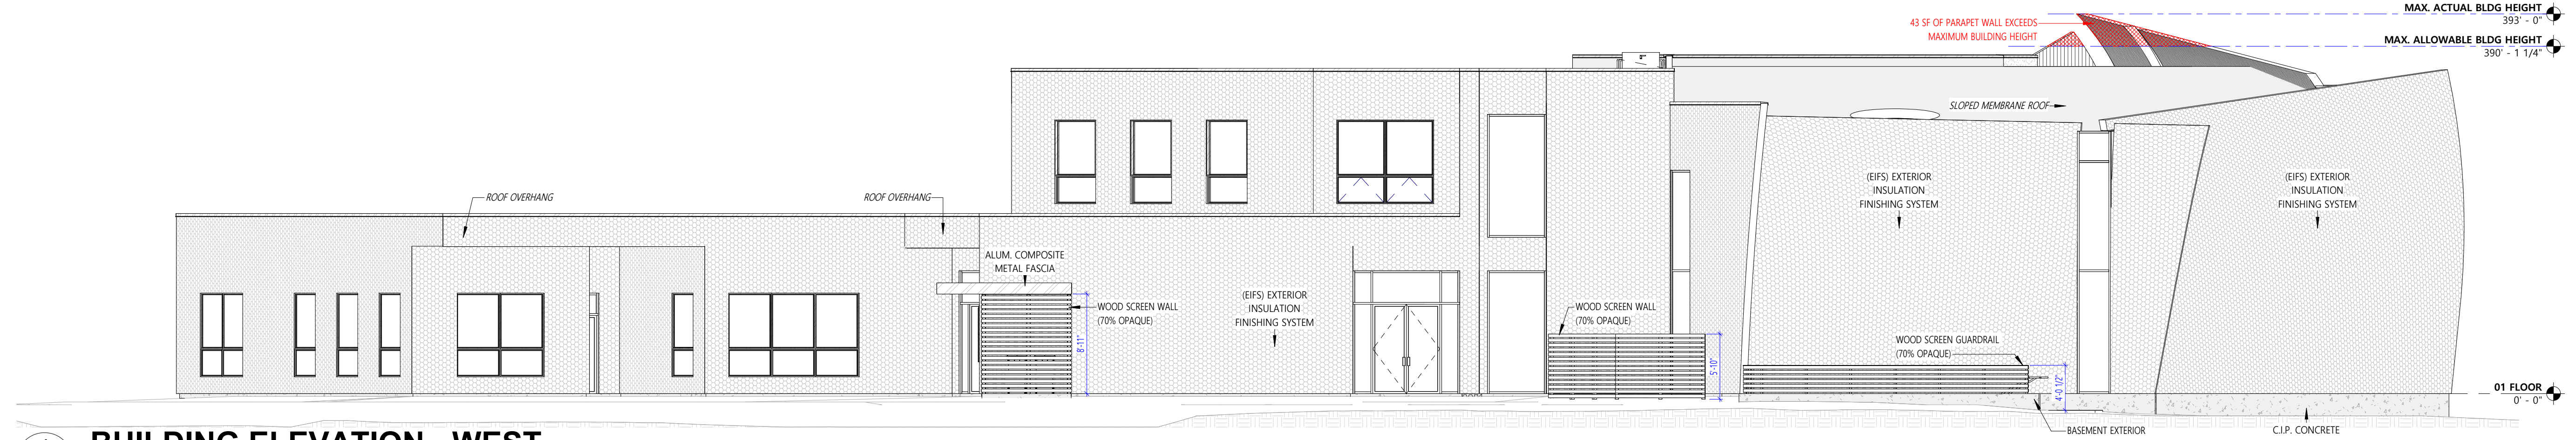 MAX. ACTUAL BLDG HEIGHT
393' - 0"
43 SF OF PARAPET WALL EXCEEDS
MAXIMUM BUILDING HEIGHT
MAX. ALLOWABLE BLDG HEIGHT
390' - 1 1/4"
SLOPED MEMBRANE ROOF
ROOF OVERHANG
ROOF OVERHANG
(EIFS) EXTERIOR
INSULATION
FINISHING SYSTEM
(EIFS) EXTERIOR
INSULATION
FINISHING SYSTEM
ALUM. COMPOSITE
METAL FASCIA
WOOD SCREEN WALL
(70% OPAQUE)
8'-11"
(EIFS) EXTERIOR
INSULATION
FINISHING SYSTEM
WOOD SCREEN WALL
(70% OPAQUE)
5'-10"
WOOD SCREEN GUARDRAIL
(70% OPAQUE)
4'-0 1/2"
01 FLOOR
0' - 0"
BASEMENT EXTERIOR
C.I.P. CONCRETE
BUILDING ELEVATION - WEST